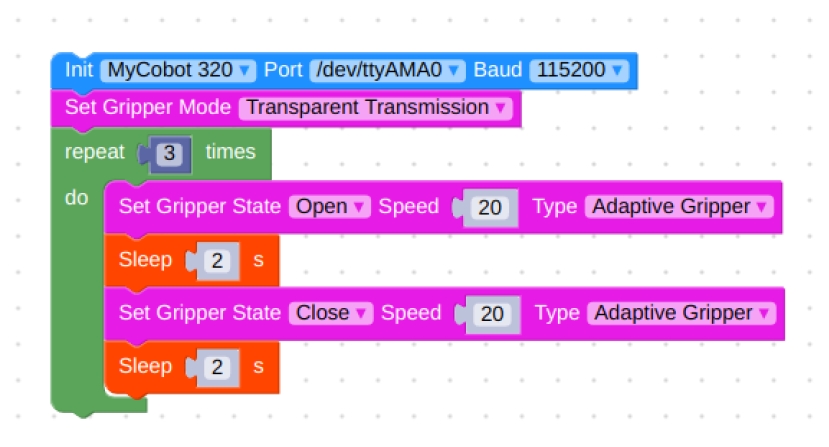 Init MyCobot 320 Port /dev/ttyAMA0 Baud 115200
Set Gripper Mode Transparent Transmission
repeat 3 times
do
Set Gripper State Open Speed 20 Type Adaptive Gripper
Sleep 2 s
Set Gripper State Close Speed 20 Type Adaptive Gripper
Sleep 2 s